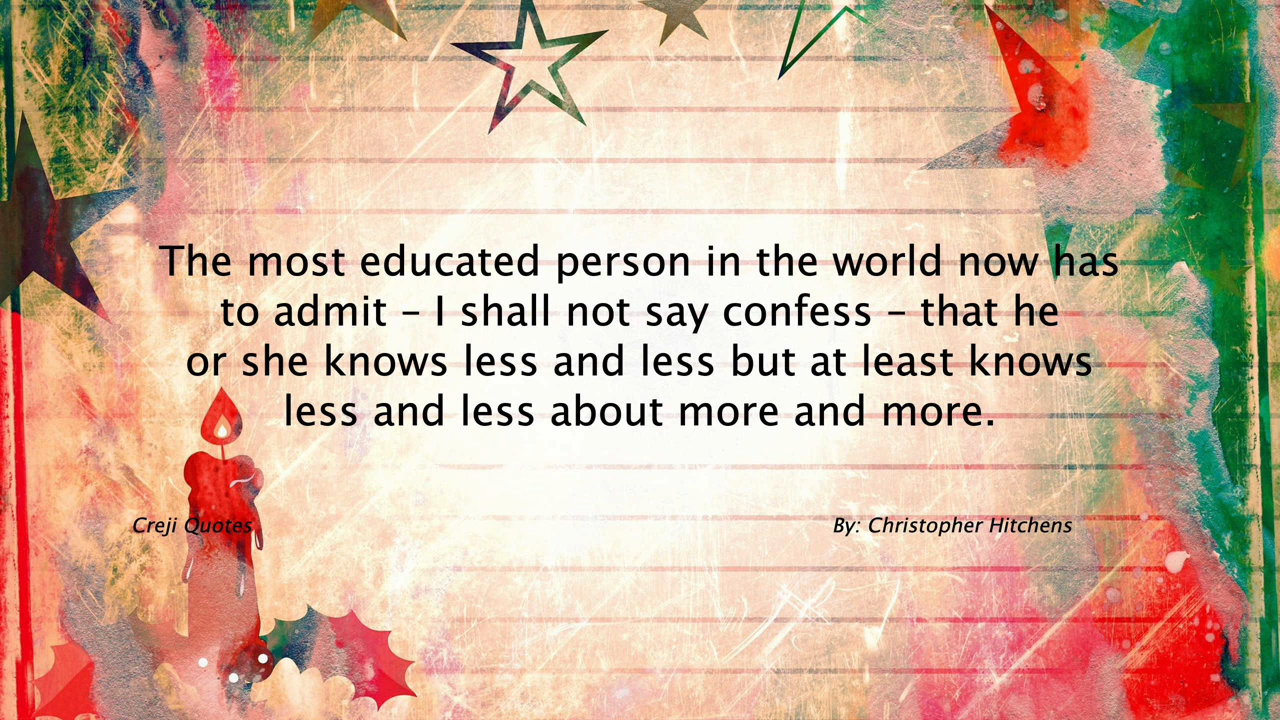 The most educated person in the world now has
to admit – I shall not say confess – that he
or she knows less and less but at least knows
less and less about more and more.
Creji Quotes
By: Christopher Hitchens